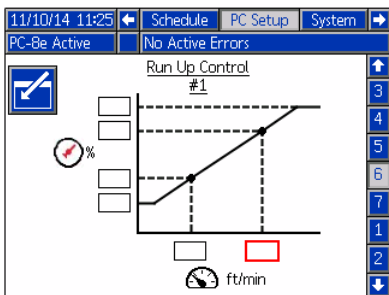 11/10/14 11:25 Schedule PC Setup System
PC-8e Active No Active Errors
Run Up Control
#1
3
4
5
%
6
7
1
2
ft/min